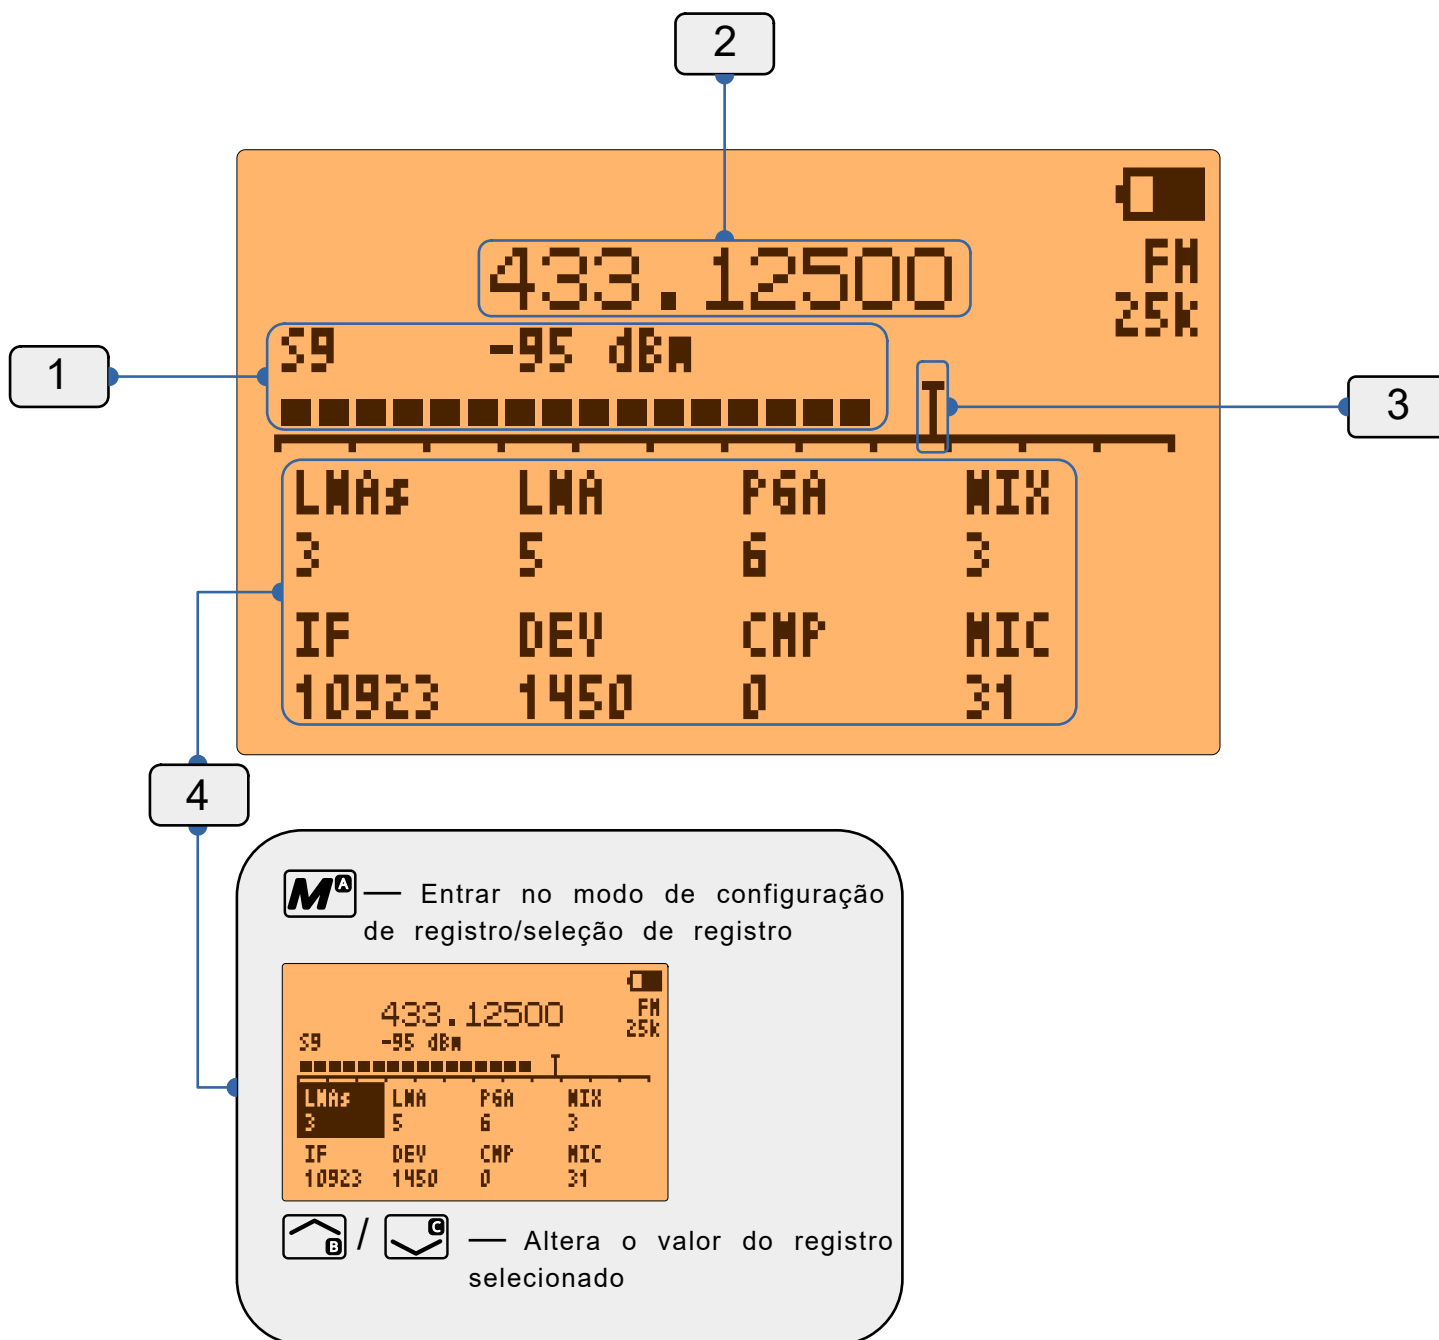 2
433.12500
FM
25k
1
S9 -95 dBm
3
LNAs LNA PGA MIX
3 5 6 3
IF DEV CMP MIC
10923 1450 0 31
4
M A — Entrar no modo de configuração
de registro/seleção de registro
433.12500
FM
25k
S9 -95 dBm
LNAs LNA PGA MIX
3 5 6 3
IF DEV CMP MIC
10923 1450 0 31
B / C — Altera o valor do registro
selecionado